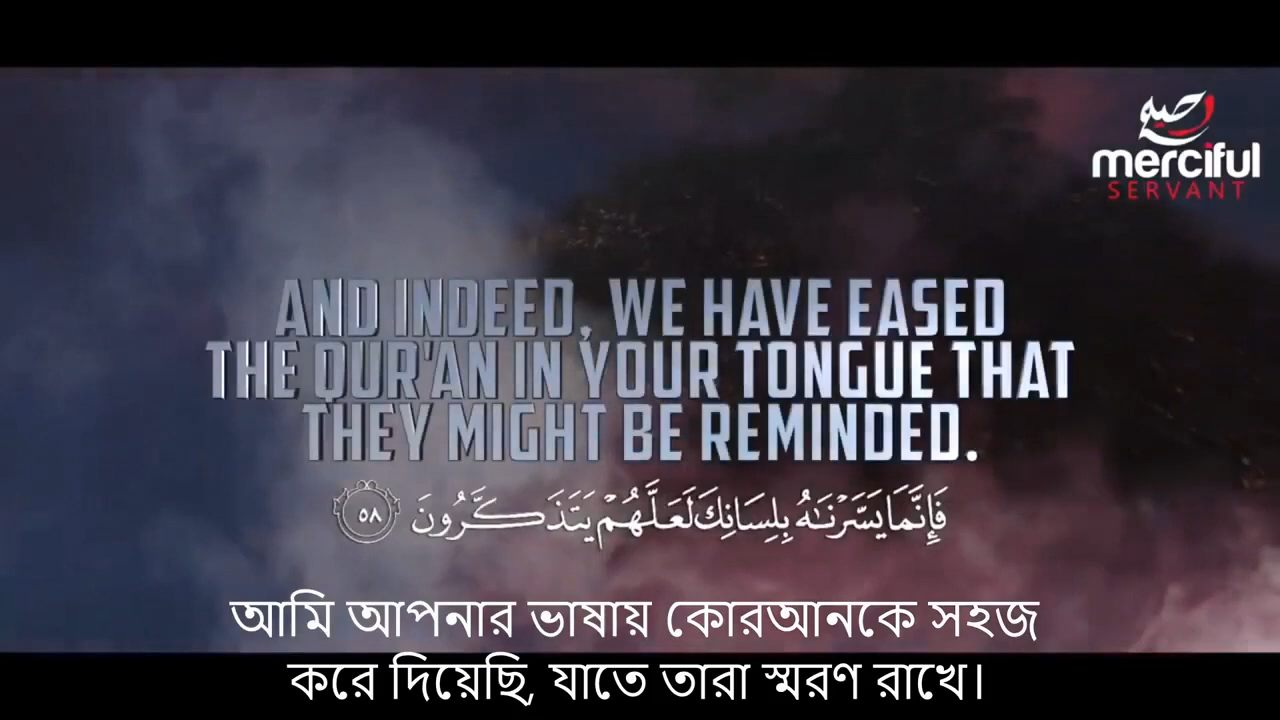 رحيم
merciful
SERVANT
AND INDEED, WE HAVE EASED
THE QUR'AN IN YOUR TONGUE THAT
THEY MIGHT BE REMINDED.
فَإِنَّمَا يَسَّرْنَٰهُ بِلِسَانِكَ لَعَلَّهُمْ يَتَذَكَّرُونَ ٥٨
আমি আপনার ভাষায় কোরআনকে সহজ
করে দিয়েছি, যাতে তারা স্মরণ রাখে।